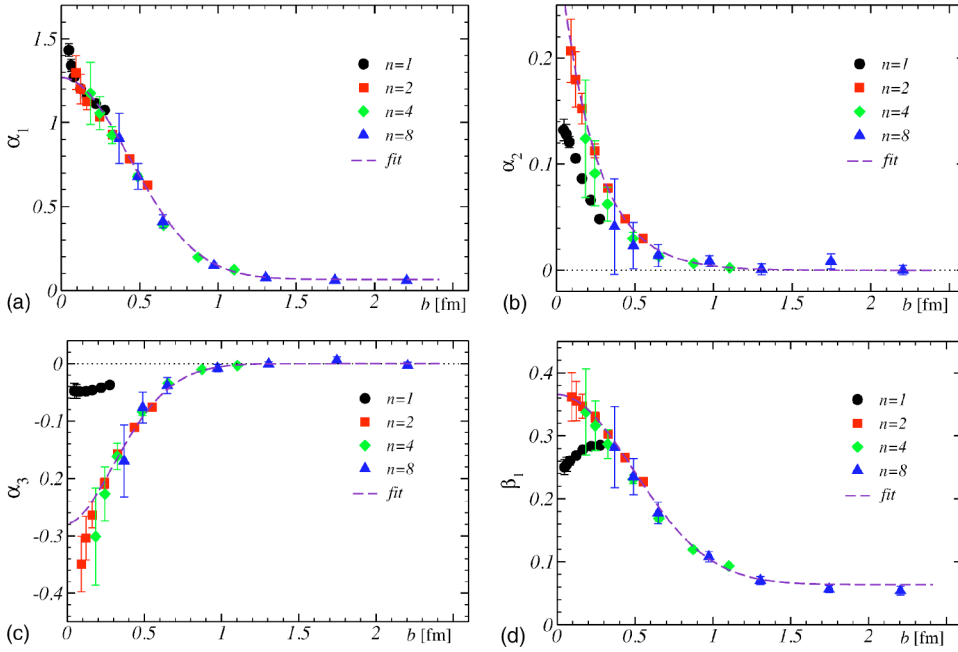 α1
1.5
1
0.5
0
0
0.5
1
1.5
2
b [fm]
n=1
n=2
n=4
n=8
fit
(a)
α2
0.2
0.1
0
0
0.5
1
1.5
2
b [fm]
n=1
n=2
n=4
n=8
fit
(b)
α3
0
-0.1
-0.2
-0.3
-0.4
0
0.5
1
1.5
2
b [fm]
n=1
n=2
n=4
n=8
fit
(c)
β1
0.4
0.3
0.2
0.1
0
0
0.5
1
1.5
2
b [fm]
n=1
n=2
n=4
n=8
fit
(d)